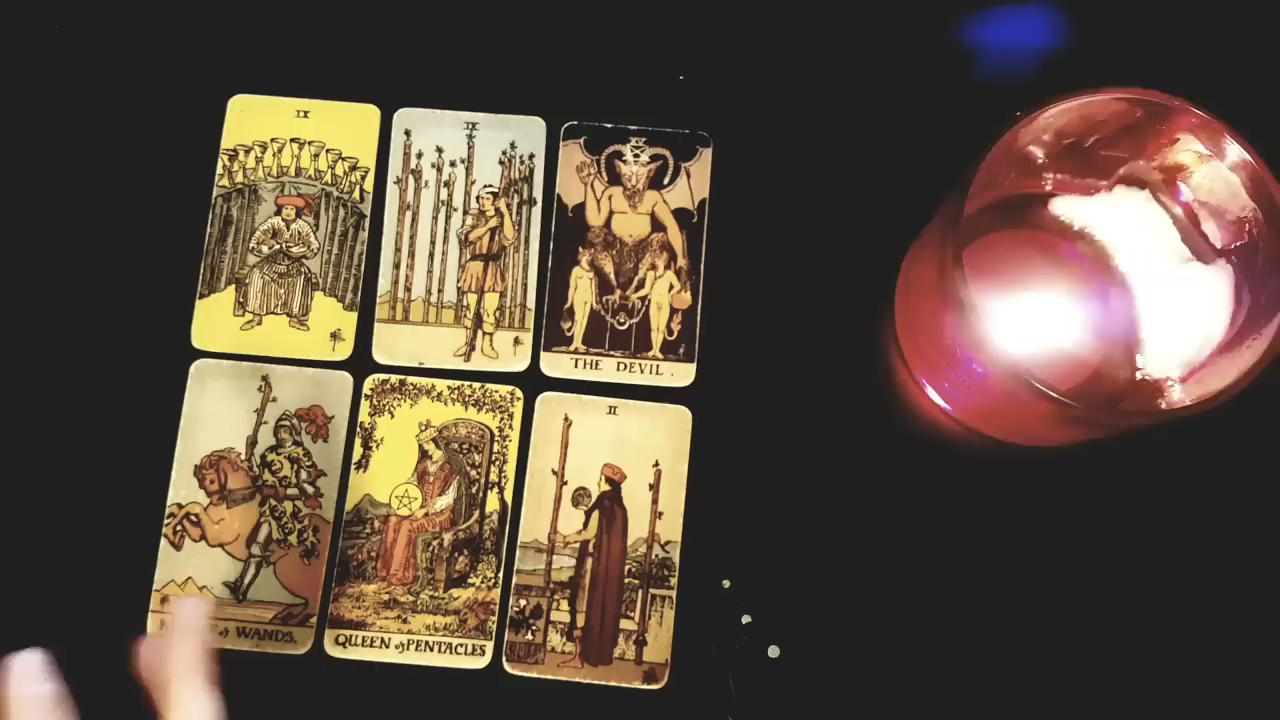 IX
IX
THE DEVIL.
of WANDS.
QUEEN of PENTACLES
II